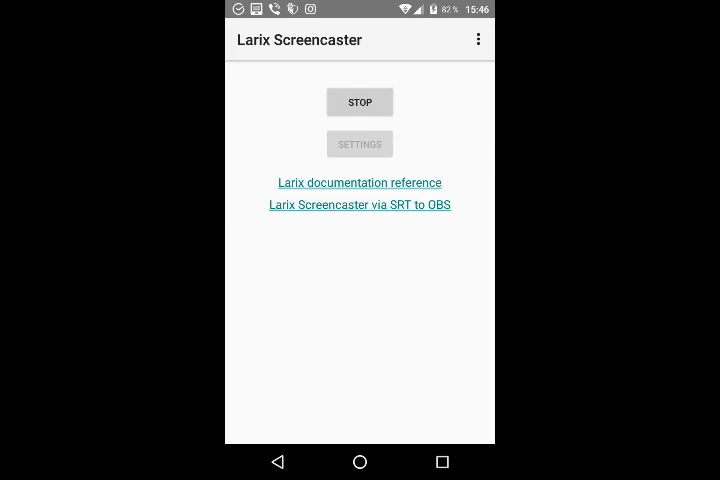 82 % 15:46
Larix Screencaster
STOP
SETTINGS
Larix documentation reference
Larix Screencaster via SRT to OBS